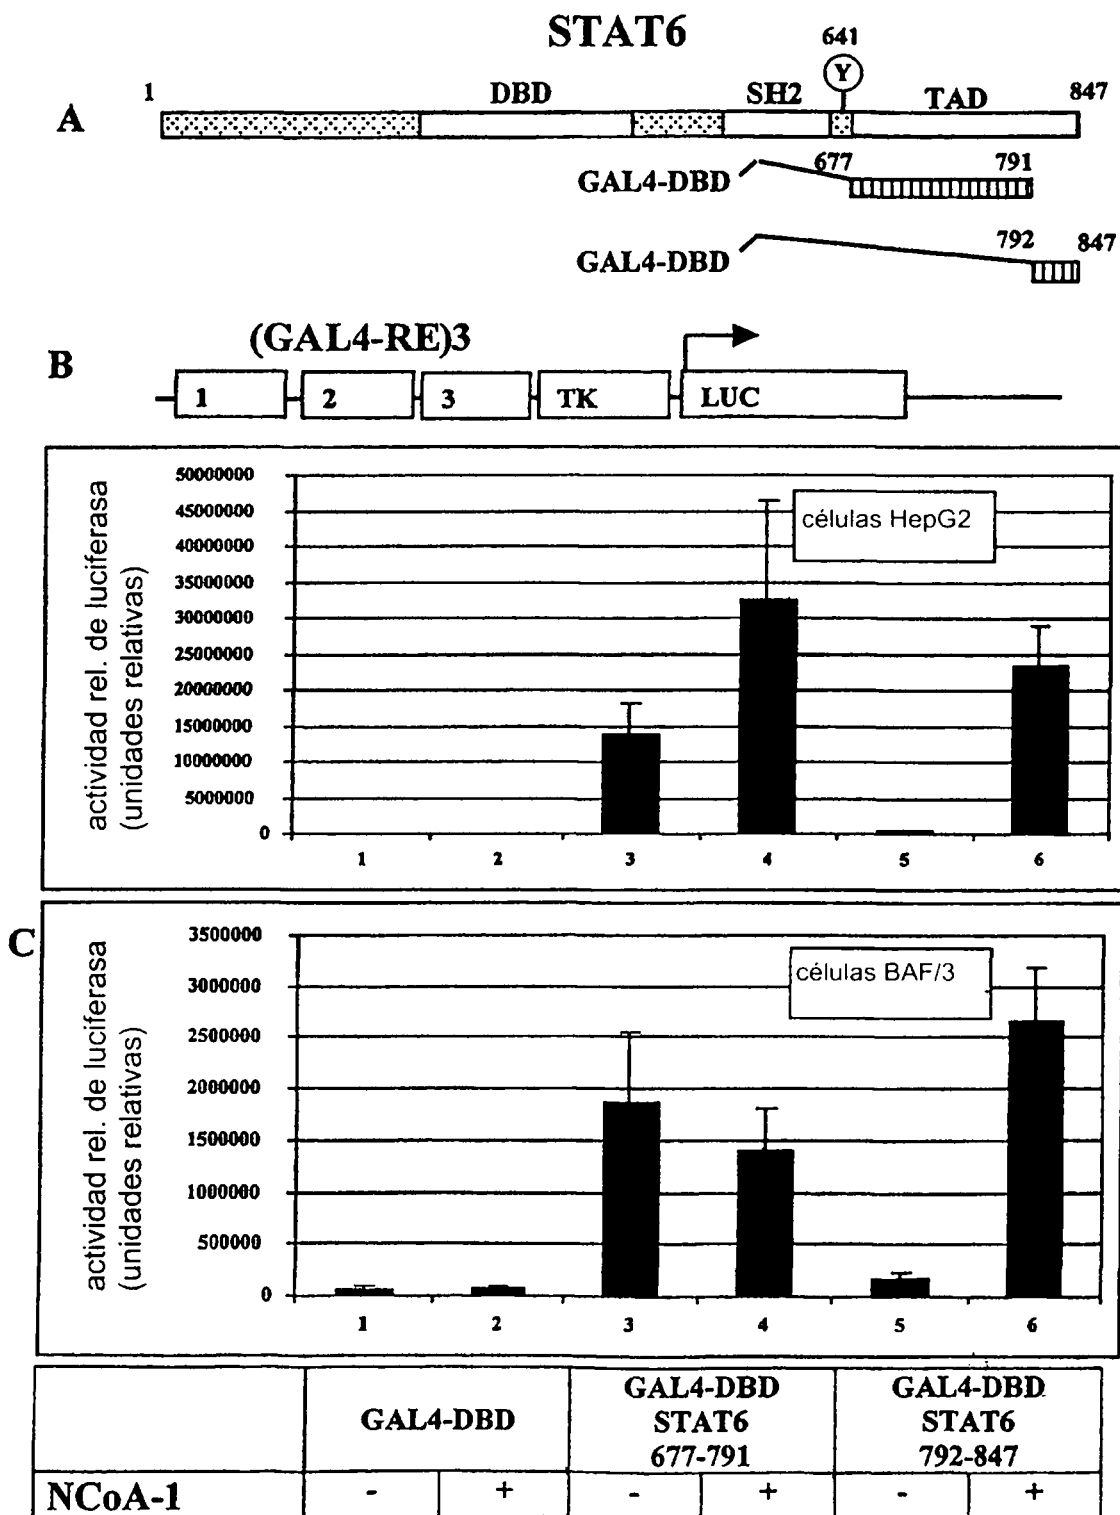 STAT6
641
Y
1
DBD
SH2
TAD
847
A
677
791
GAL4-DBD
792
847
GAL4-DBD
(GAL4-RE)3
B
1
2
3
TK
LUC
actividad rel. de luciferasa
(unidades relativas)
50000000
45000000
40000000
35000000
30000000
25000000
20000000
15000000
10000000
5000000
0
células HepG2
1 2 3 4 5 6
C
actividad rel. de luciferasa
(unidades relativas)
3500000
3000000
2500000
2000000
1500000
1000000
500000
0
células BAF/3
1 2 3 4 5 6
GAL4-DBD
GAL4-DBD
STAT6
677-791
GAL4-DBD
STAT6
792-847
NCoA-1 - + - + - +